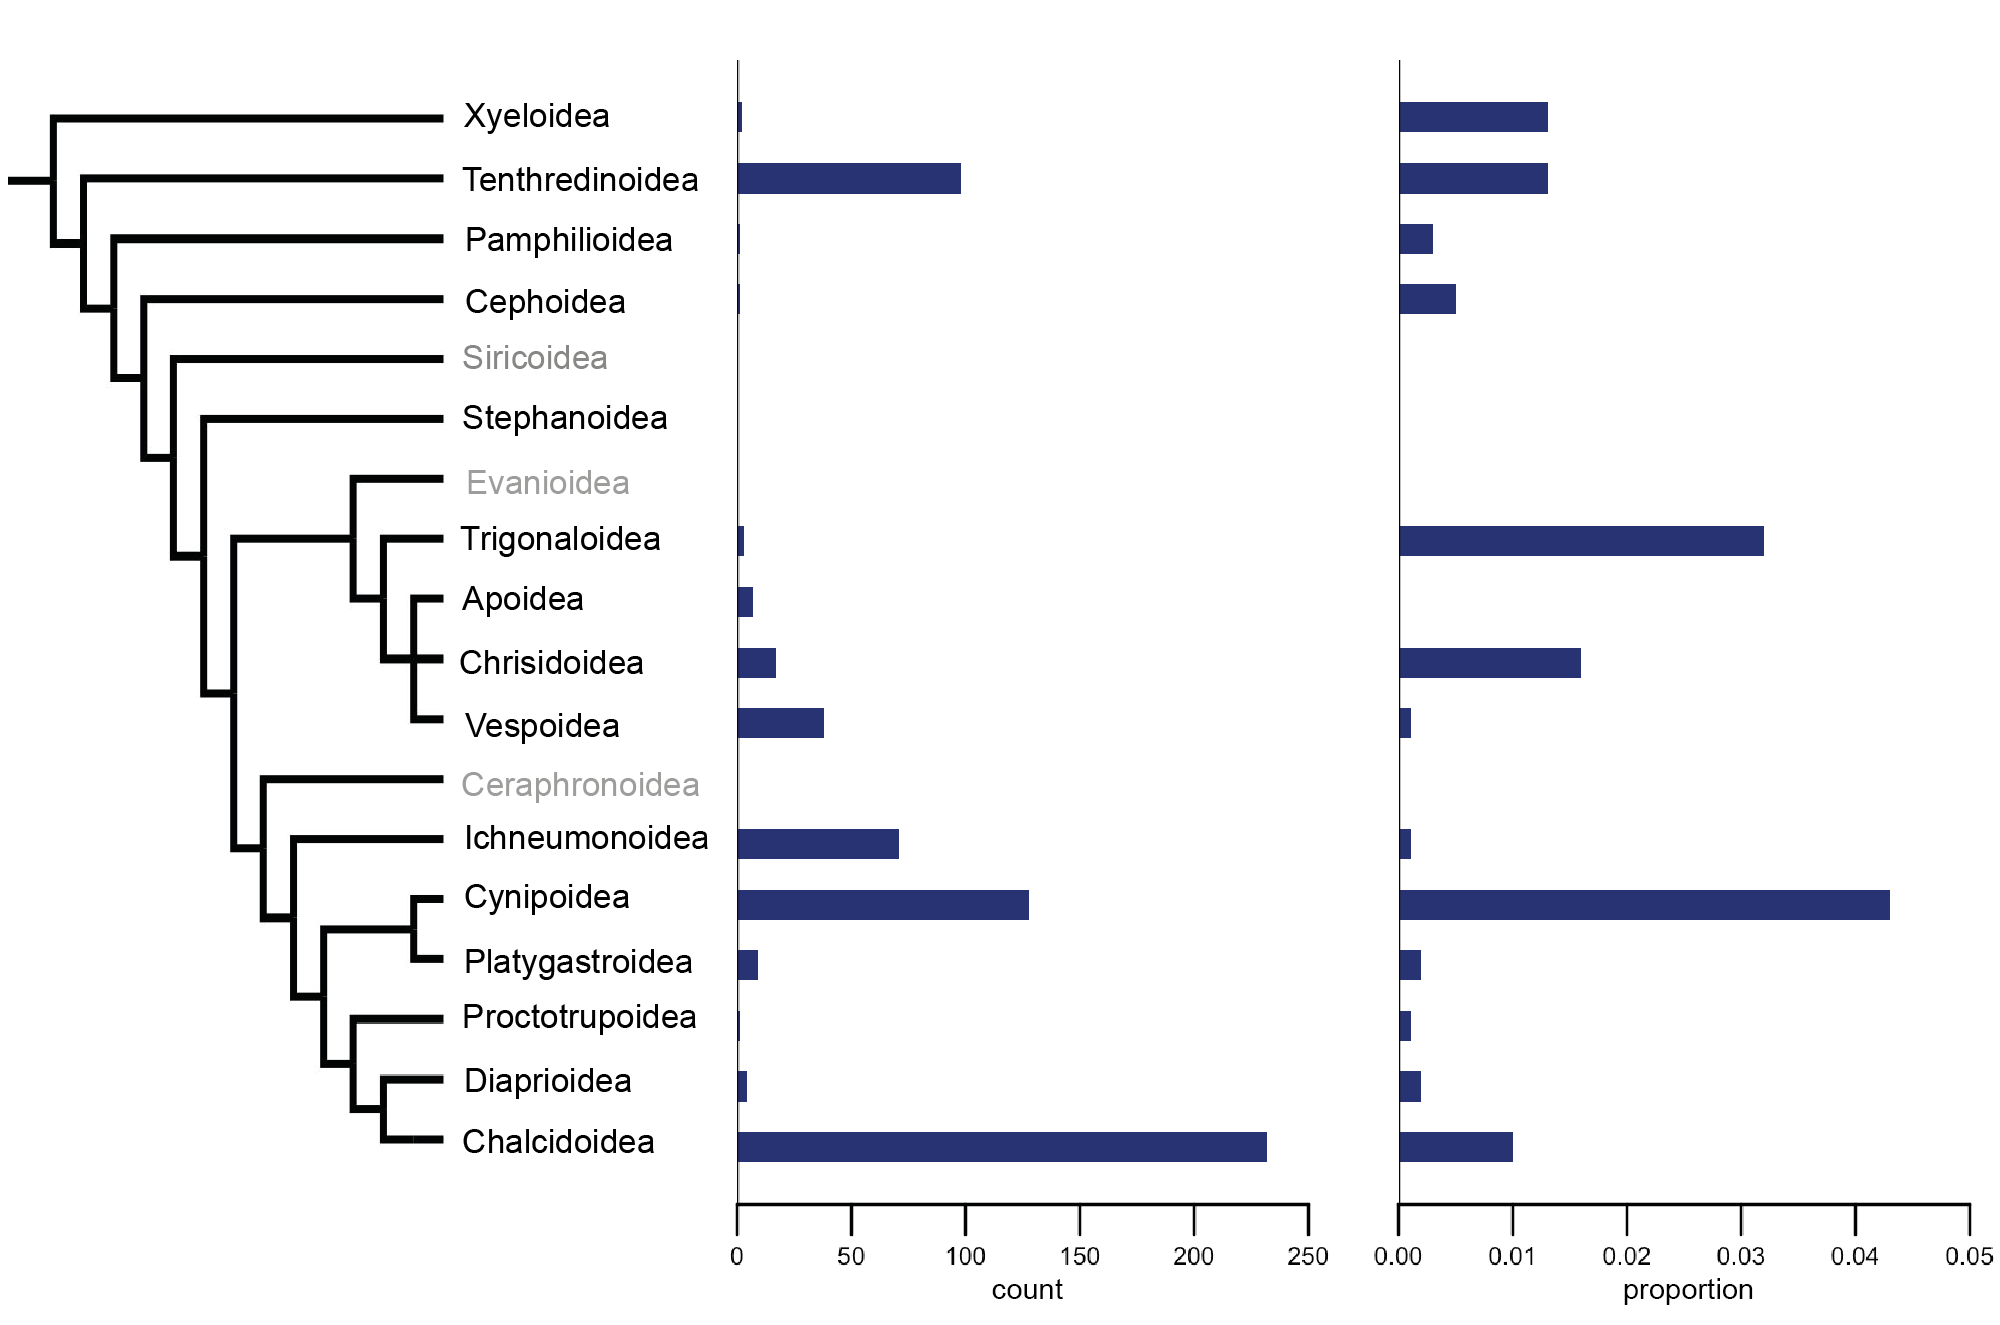 Xyeloidea
Tenthredinoidea
Pamphilioidea
Cephoidea
Siricoidea
Stephanoidea
Evanioidea
Trigonaloidea
Apoidea
Chrisidoidea
Vespoidea
Ceraphronoidea
Ichneumonoidea
Cynipoidea
Platygastroidea
Proctotrupoidea
Diaprioidea
Chalcidoidea
0 50 100 150 200 250
count
0.00 0.01 0.02 0.03 0.04 0.05
proportion